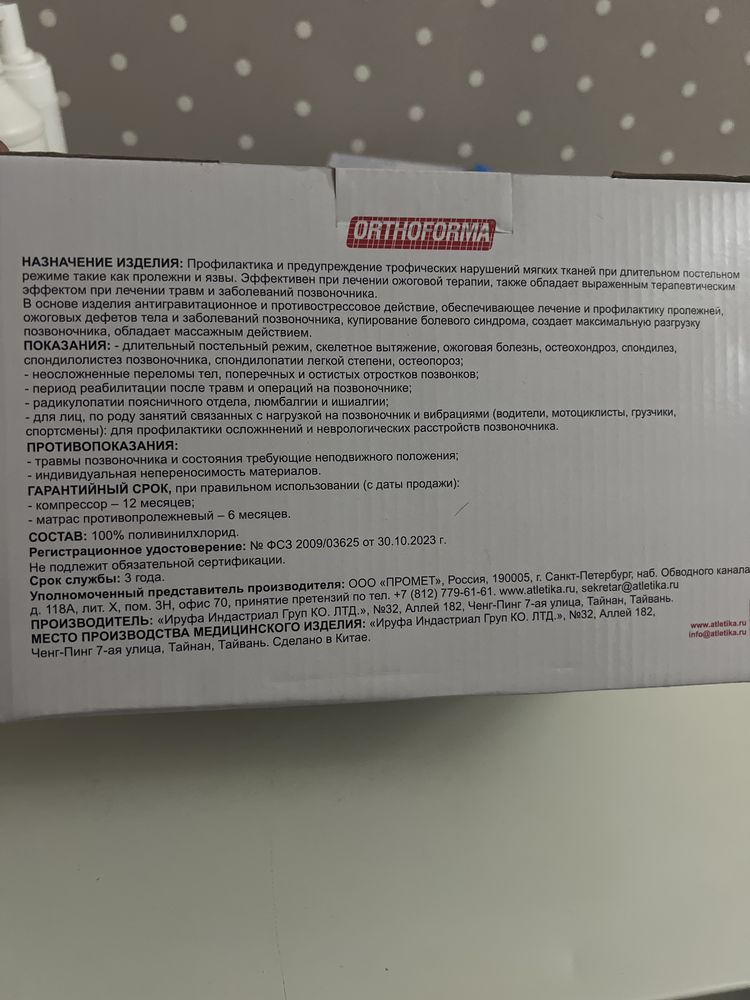 ORTHOFORMA
НАЗНАЧЕНИЕ ИЗДЕЛИЯ: Профилактика и предупреждение трофических нарушений мягких тканей при длительном постельном
режиме такие как пролежни и язвы. Эффективен при лечении ожоговой терапии, также обладает выраженным терапевтическим
эффектом при лечении травм и заболеваний позвоночника.
В основе изделия антигравитационное и противострессовое действие, обеспечивающее лечение и профилактику пролежней,
ожоговых дефетов тела и заболеваний позвоночника, купирование болевого синдрома, создает максимальную разгрузку
позвоночника, обладает массажным действием.
ПОКАЗАНИЯ: - длительный постельный режим, скелетное вытяжение, ожоговая болезнь, остеохондроз, спондилез,
спондилолистез позвоночника, спондилопатии легкой степени, остеопороз;
- неосложненные переломы тел, поперечных и остистых отростков позвонков;
- период реабилитации после травм и операций на позвоночнике;
- радикулопатии поясничного отдела, люмбалгии и ишиалгии;
- для лиц, по роду занятий связанных с нагрузкой на позвоночник и вибрациями (водители, мотоциклисты, грузчики,
спортсмены): для профилактики осложннений и неврологических расстройств позвоночника.
ПРОТИВОПОКАЗАНИЯ:
- травмы позвоночника и состояния требующие неподвижного положения;
- индивидуальная непереносимость материалов.
ГАРАНТИЙНЫЙ СРОК, при правильном использовании (с даты продажи):
- компрессор – 12 месяцев;
- матрас противопролежневый – 6 месяцев.
СОСТАВ: 100% поливинилхлорид.
Регистрационное удостоверение: № ФСЗ 2009/03625 от 30.10.2023 г.
Не подлежит обязательной сертификации.
Срок службы: 3 года.
Уполномоченный представитель производителя: ООО «ПРОМЕТ», Россия, 190005, г. Санкт-Петербург, наб. Обводного канала
д. 118А, лит. Х, пом. 3Н, офис 70, принятие претензий по тел. +7 (812) 779-61-61. www.atletika.ru, sekretar@atletika.ru
ПРОИЗВОДИТЕЛЬ: «Ируфа Индастриал Груп КО. ЛТД.», №32, Аллей 182, Ченг-Пинг 7-ая улица, Тайнан, Тайвань.
МЕСТО ПРОИЗВОДСТВА МЕДИЦИНСКОГО ИЗДЕЛИЯ: «Ируфа Индастриал Груп КО. ЛТД.», №32, Аллей 182,
Ченг-Пинг 7-ая улица, Тайнан, Тайвань. Сделано в Китае.
www.atletika.ru
info@atletika.ru